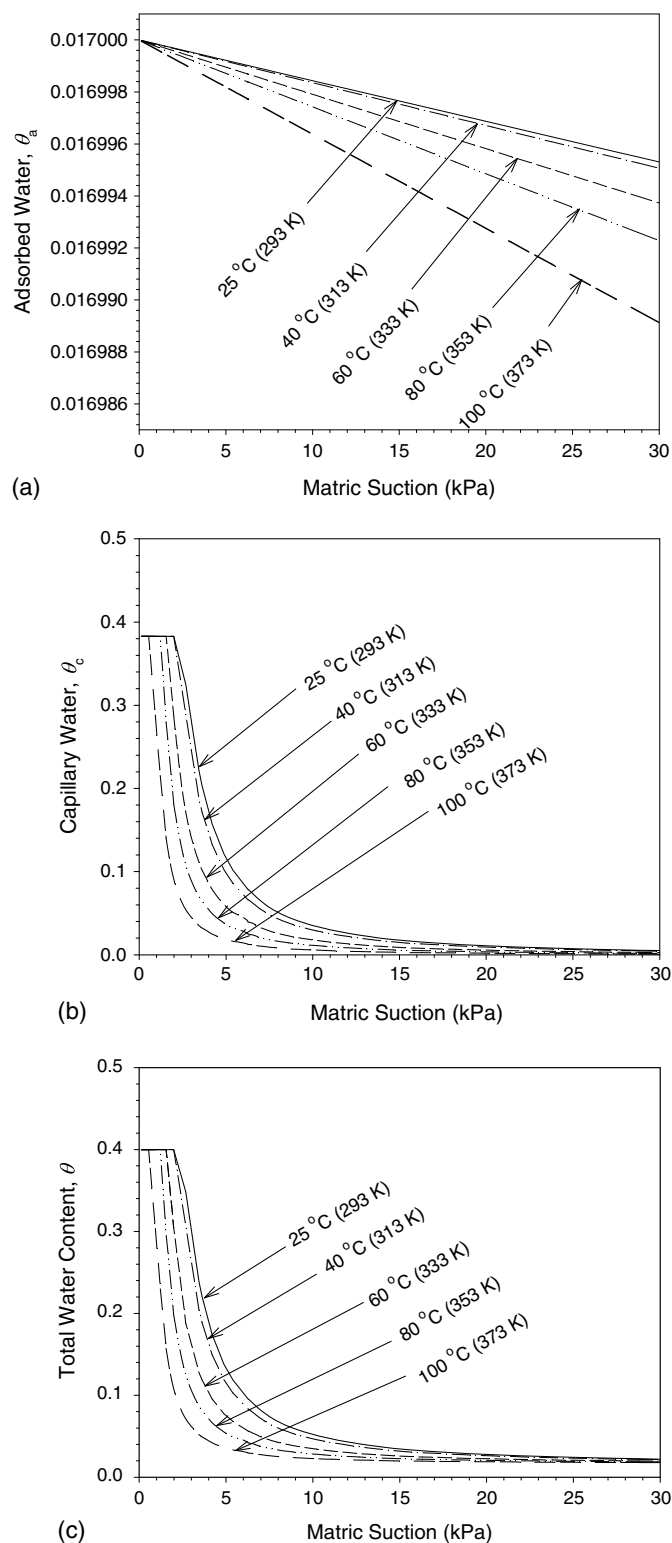 0.017000
0.016998
0.016996
0.016994
0.016992
0.016990
0.016988
0.016986
Adsorbed Water, θa
25 °C (293 K)
40 °C (313 K)
60 °C (333 K)
80 °C (353 K)
100 °C (373 K)
0 5 10 15 20 25 30
(a)
Matric Suction (kPa)
0.5
0.4
0.3
0.2
0.1
0.0
Capillary Water, θc
25 °C (293 K)
40 °C (313 K)
60 °C (333 K)
80 °C (353 K)
100 °C (373 K)
0 5 10 15 20 25 30
(b)
Matric Suction (kPa)
0.5
0.4
0.3
0.2
0.1
0.0
Total Water Content, θ
25 °C (293 K)
40 °C (313 K)
60 °C (333 K)
80 °C (353 K)
100 °C (373 K)
0 5 10 15 20 25 30
(c)
Matric Suction (kPa)